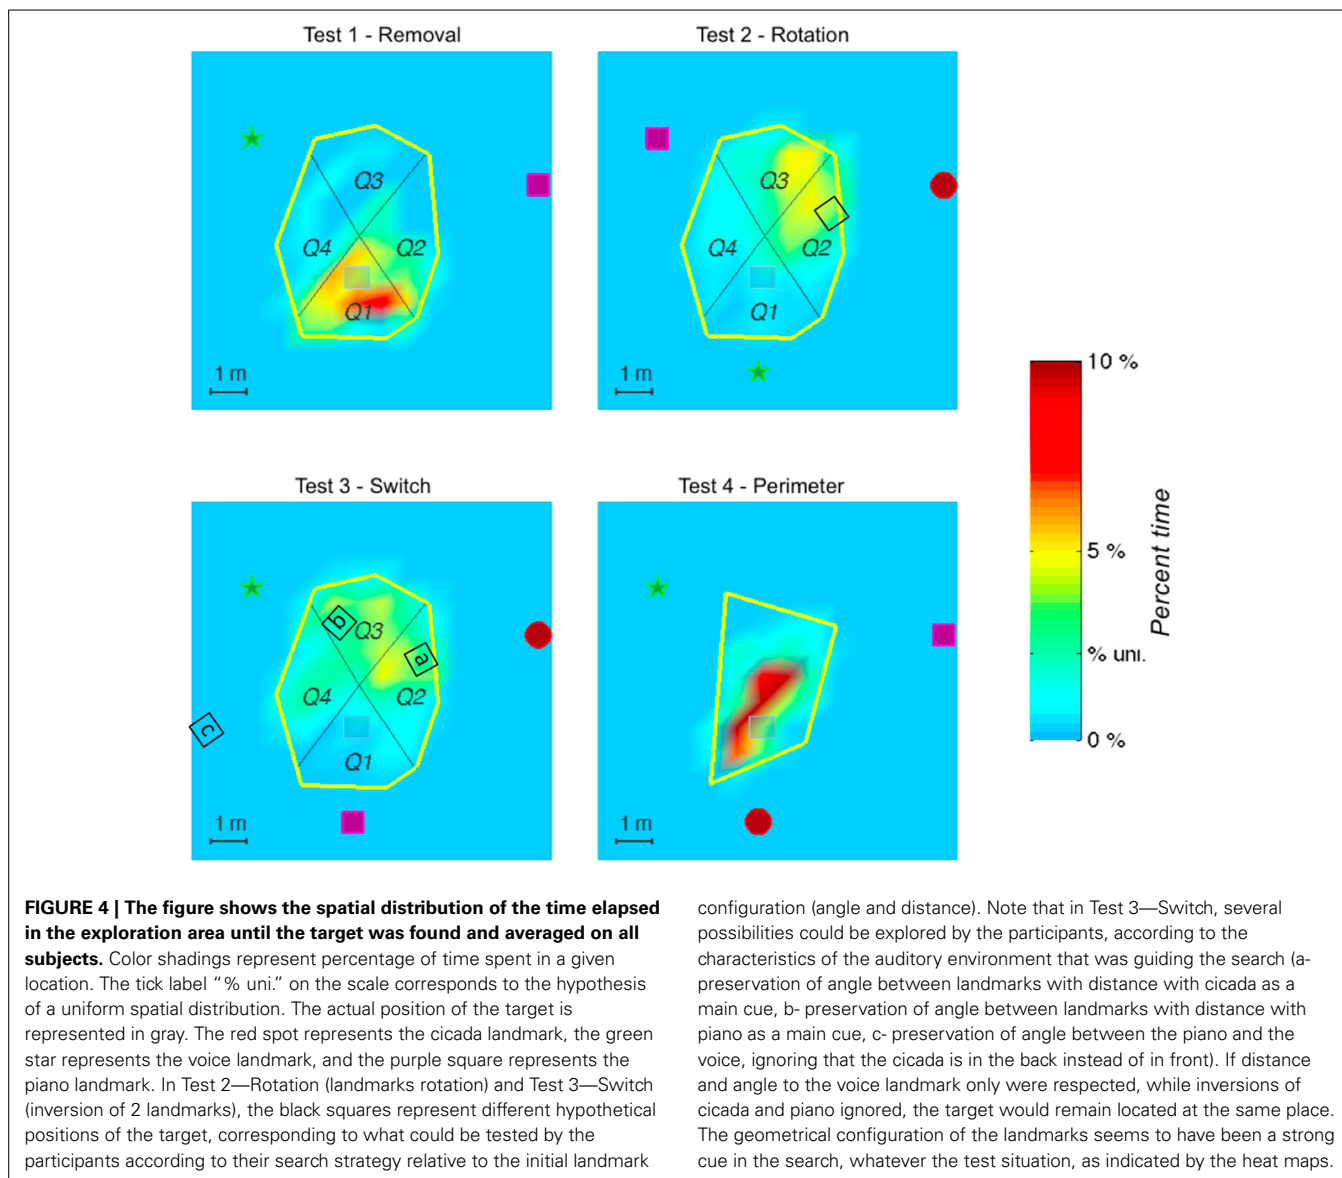 Test 1 - Removal
Test 2 - Rotation
Q3
Q4
Q2
Q1
1 m
Q3
Q4
Q2
Q1
1 m
10 %
5 %
% uni.
0 %
Percent time
Test 3 - Switch
Test 4 - Perimeter
b
Q3
a
Q4
Q2
c
Q1
1 m
1 m
FIGURE 4 | The figure shows the spatial distribution of the time elapsed
in the exploration area until the target was found and averaged on all
subjects. Color shadings represent percentage of time spent in a given
location. The tick label “% uni.” on the scale corresponds to the hypothesis
of a uniform spatial distribution. The actual position of the target is
represented in gray. The red spot represents the cicada landmark, the green
star represents the voice landmark, and the purple square represents the
piano landmark. In Test 2—Rotation (landmarks rotation) and Test 3—Switch
(inversion of 2 landmarks), the black squares represent different hypothetical
positions of the target, corresponding to what could be tested by the
participants according to their search strategy relative to the initial landmark
configuration (angle and distance). Note that in Test 3—Switch, several
possibilities could be explored by the participants, according to the
characteristics of the auditory environment that was guiding the search (a-
preservation of angle between landmarks with distance with cicada as a
main cue, b- preservation of angle between landmarks with distance with
piano as a main cue, c- preservation of angle between the piano and the
voice, ignoring that the cicada is in the back instead of in front). If distance
and angle to the voice landmark only were respected, while inversions of
cicada and piano ignored, the target would remain located at the same place.
The geometrical configuration of the landmarks seems to have been a strong
cue in the search, whatever the test situation, as indicated by the heat maps.